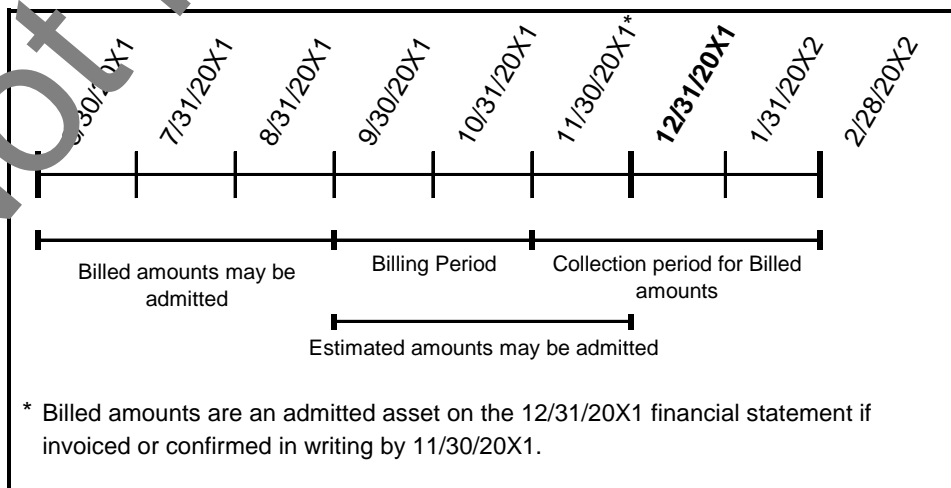 7/31/20X1
8/31/20X1
9/30/20X1
10/31/20X1
11/30/20X1*
12/31/20X1
1/31/20X2
2/28/20X2
Billed amounts may be
admitted
Billing Period
Collection period for Billed
amounts
Estimated amounts may be admitted
* Billed amounts are an admitted asset on the 12/31/20X1 financial statement if
invoiced or confirmed in writing by 11/30/20X1.